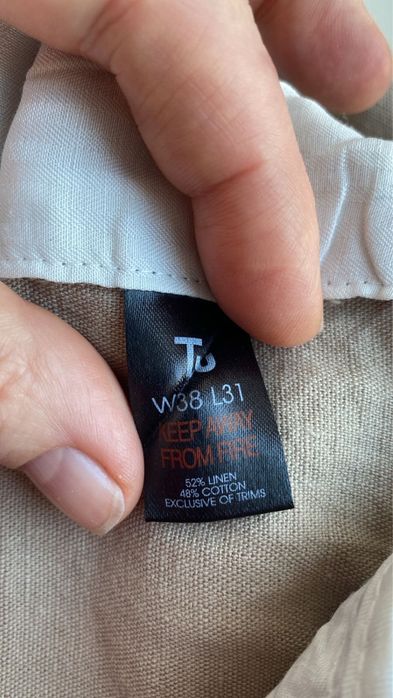 Tu
W38 L31
KEEP AWAY
FROM FIRE
52% LINEN
48% COTTON
EXCLUSIVE OF TRIMS